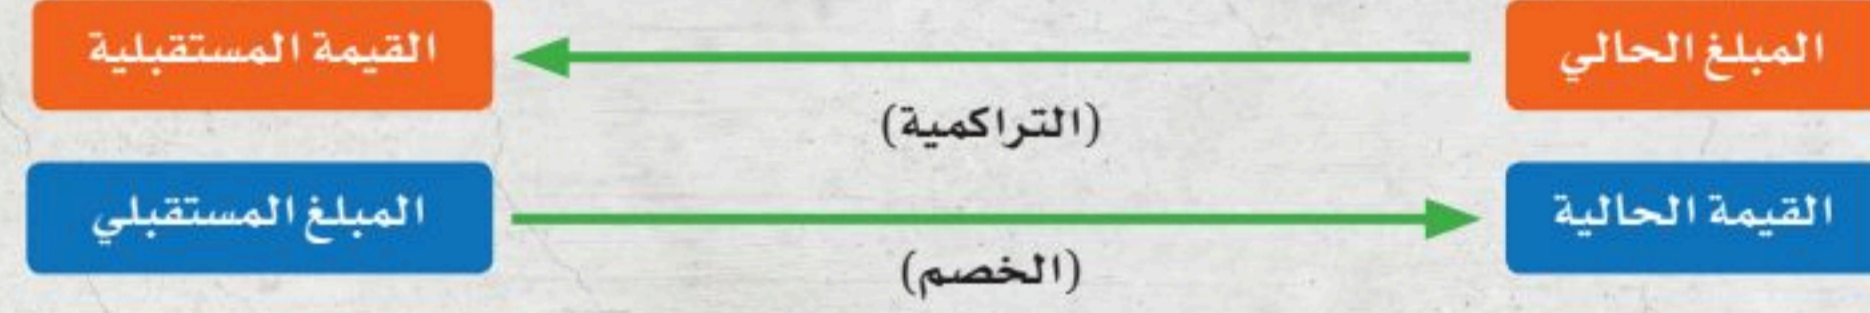 المبلغ الحالي
القيمة المستقبلية
(التراكمية)
القيمة الحالية
المبلغ المستقبلي
(الخصم)